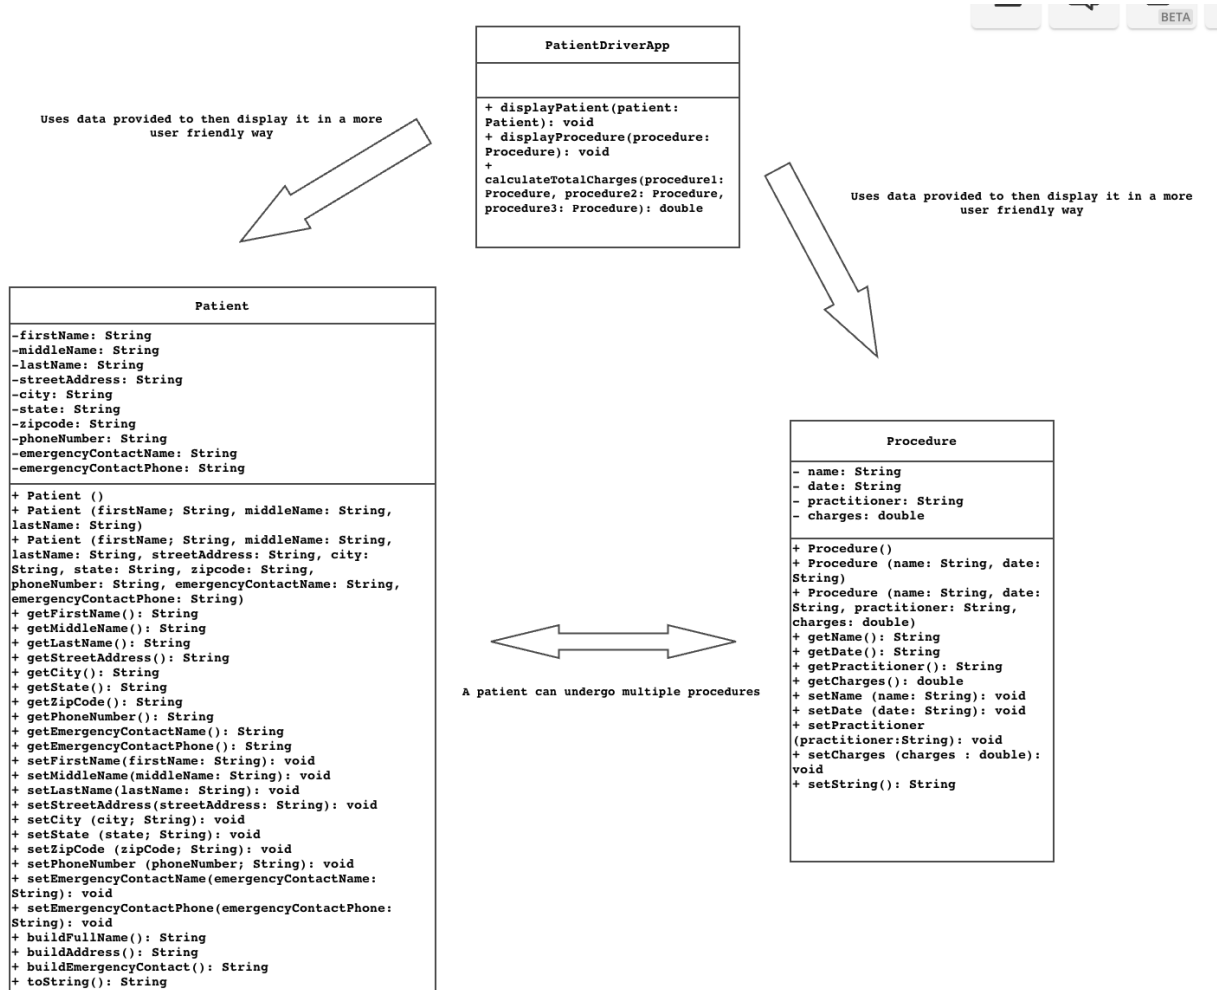 BETA
PatientDriverApp
+ displayPatient(patient:
Patient): void
+ displayProcedure(procedure:
Procedure): void
+
calculateTotalCharges(procedure1:
Procedure, procedure2: Procedure,
procedure3: Procedure): double
Uses data provided to then display it in a more
user friendly way
Uses data provided to then display it in a more
user friendly way
Patient
-firstName: String
-middleName: String
-lastName: String
-streetAddress: String
-city: String
-state: String
-zipcode: String
-phoneNumber: String
-emergencyContactName: String
-emergencyContactPhone: String
+ Patient ()
+ Patient (firstName; String, middleName: String,
lastName: String)
+ Patient (firstName; String, middleName: String,
lastName: String, streetAddress: String, city:
String, state: String, zipcode: String,
phoneNumber: String, emergencyContactName: String,
emergencyContactPhone: String)
+ getFirstName(): String
+ getMiddleName(): String
+ getLastName(): String
+ getStreetAddress(): String
+ getCity(): String
+ getState(): String
+ getZipCode(): String
+ getPhoneNumber(): String
+ getEmergencyContactName(): String
+ getEmergencyContactPhone(): String
+ setFirstName(firstName: String): void
+ setMiddleName(middleName: String): void
+ setLastName(lastName: String): void
+ setStreetAddress(streetAddress: String): void
+ setCity (city; String): void
+ setState (state; String): void
+ setZipCode (zipCode; String): void
+ setPhoneNumber (phoneNumber; String): void
+ setEmergencyContactName(emergencyContactName:
String): void
+ setEmergencyContactPhone(emergencyContactPhone:
String): void
+ buildFullName(): String
+ buildAddress(): String
+ buildEmergencyContact(): String
+ toString(): String
A patient can undergo multiple procedures
Procedure
- name: String
- date: String
- practitioner: String
- charges: double
+ Procedure()
+ Procedure (name: String, date:
String)
+ Procedure (name: String, date:
String, practitioner: String,
charges: double)
+ getName(): String
+ getDate(): String
+ getPractitioner(): String
+ getCharges(): double
+ setName (name: String): void
+ setDate (date: String): void
+ setPractitioner
(practitioner:String): void
+ setCharges (charges : double):
void
+ setString(): String